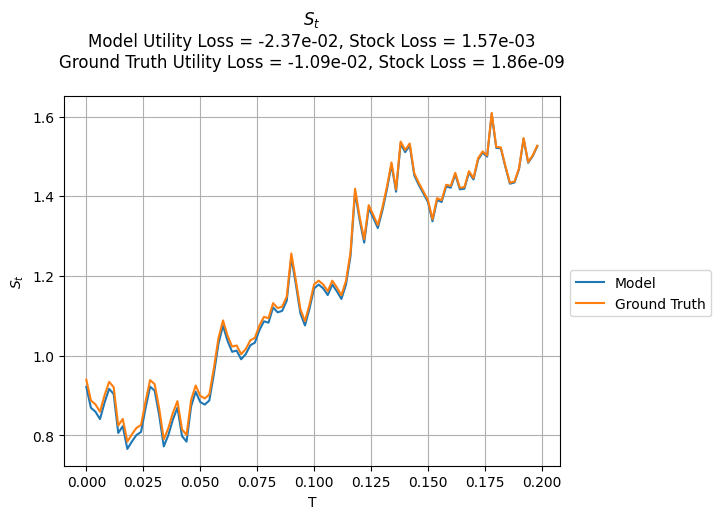 S_t
Model Utility Loss = -2.37e-02, Stock Loss = 1.57e-03
Ground Truth Utility Loss = -1.09e-02, Stock Loss = 1.86e-09
1.6
1.4
1.2
1.0
0.8
S_t
0.000 0.025 0.050 0.075 0.100 0.125 0.150 0.175 0.200
T
Model
Ground Truth